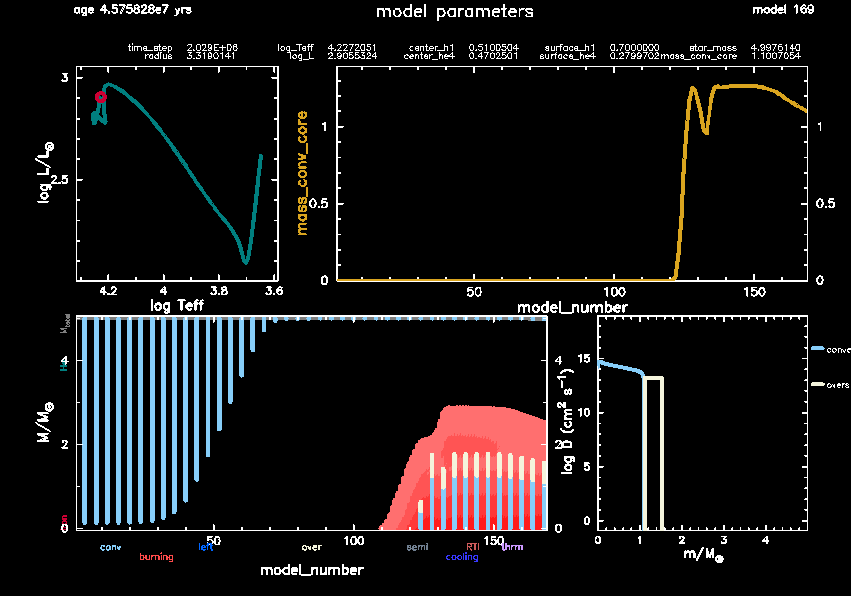 age 4.575828e7 yrs
model parameters
model 169
time_step 2.029E+06 log_Teff 4.2272051 center_h1 0.5100504 surface_h1 0.7000000 star_mass 4.9976140
radius 3.3190141 log_L 2.9055324 center_he4 0.4702501 surface_he4 0.2799702 mass_conv_core 1.1007054
3
2.5
log L/L⊙
4.2 4 3.8 3.6
log Teff
mass_conv_core
1
0.5
0
1
0.5
0
50 100 150
model_number
M/M⊙
4
2
0
4
2
0
50 100 150
conv left over semi RTI thrm
burning cooling
model_number
log D (cm² s⁻¹)
15
10
5
0
0 1 2 4
m/M⊙
conve
overs